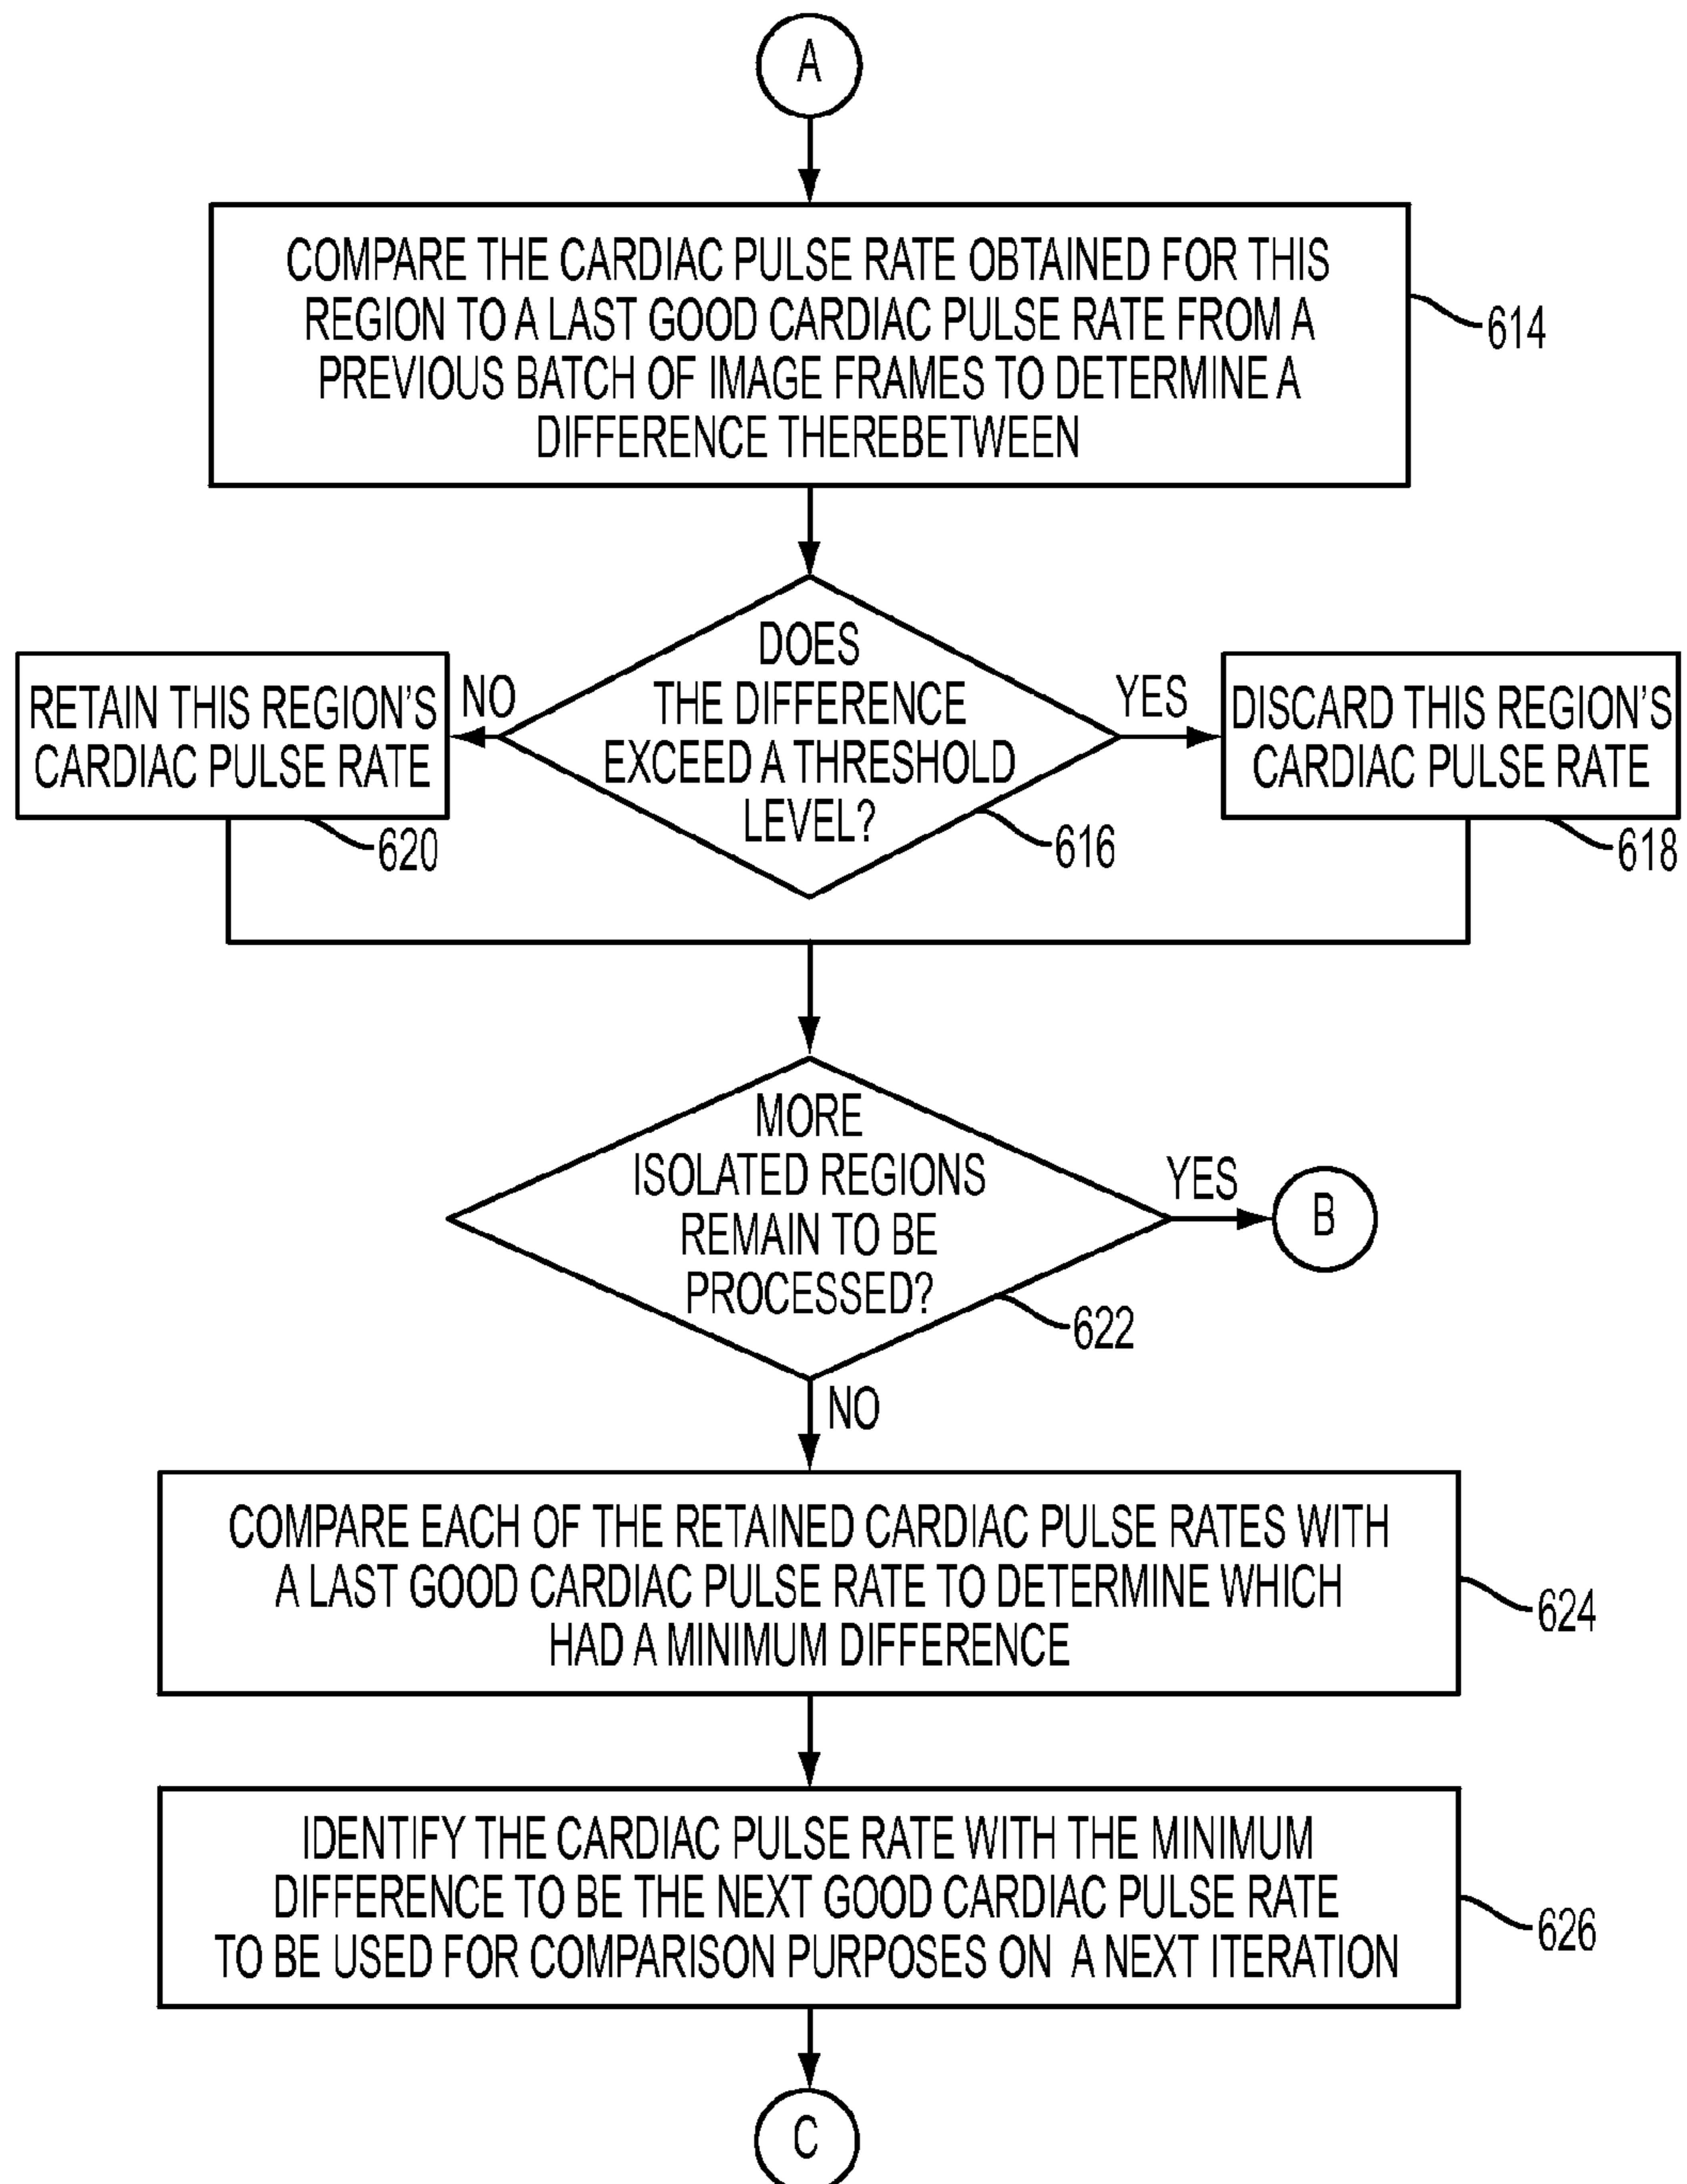 A
COMPARE THE CARDIAC PULSE RATE OBTAINED FOR THIS
REGION TO A LAST GOOD CARDIAC PULSE RATE FROM A
PREVIOUS BATCH OF IMAGE FRAMES TO DETERMINE A
DIFFERENCE THEREBETWEEN
614
DOES
THE DIFFERENCE
EXCEED A THRESHOLD
LEVEL?
616
NO
RETAIN THIS REGION'S
CARDIAC PULSE RATE
620
YES
DISCARD THIS REGION'S
CARDIAC PULSE RATE
618
MORE
ISOLATED REGIONS
REMAIN TO BE
PROCESSED?
622
YES
B
NO
COMPARE EACH OF THE RETAINED CARDIAC PULSE RATES WITH
A LAST GOOD CARDIAC PULSE RATE TO DETERMINE WHICH
HAD A MINIMUM DIFFERENCE
624
IDENTIFY THE CARDIAC PULSE RATE WITH THE MINIMUM
DIFFERENCE TO BE THE NEXT GOOD CARDIAC PULSE RATE
TO BE USED FOR COMPARISON PURPOSES ON A NEXT ITERATION
626
C